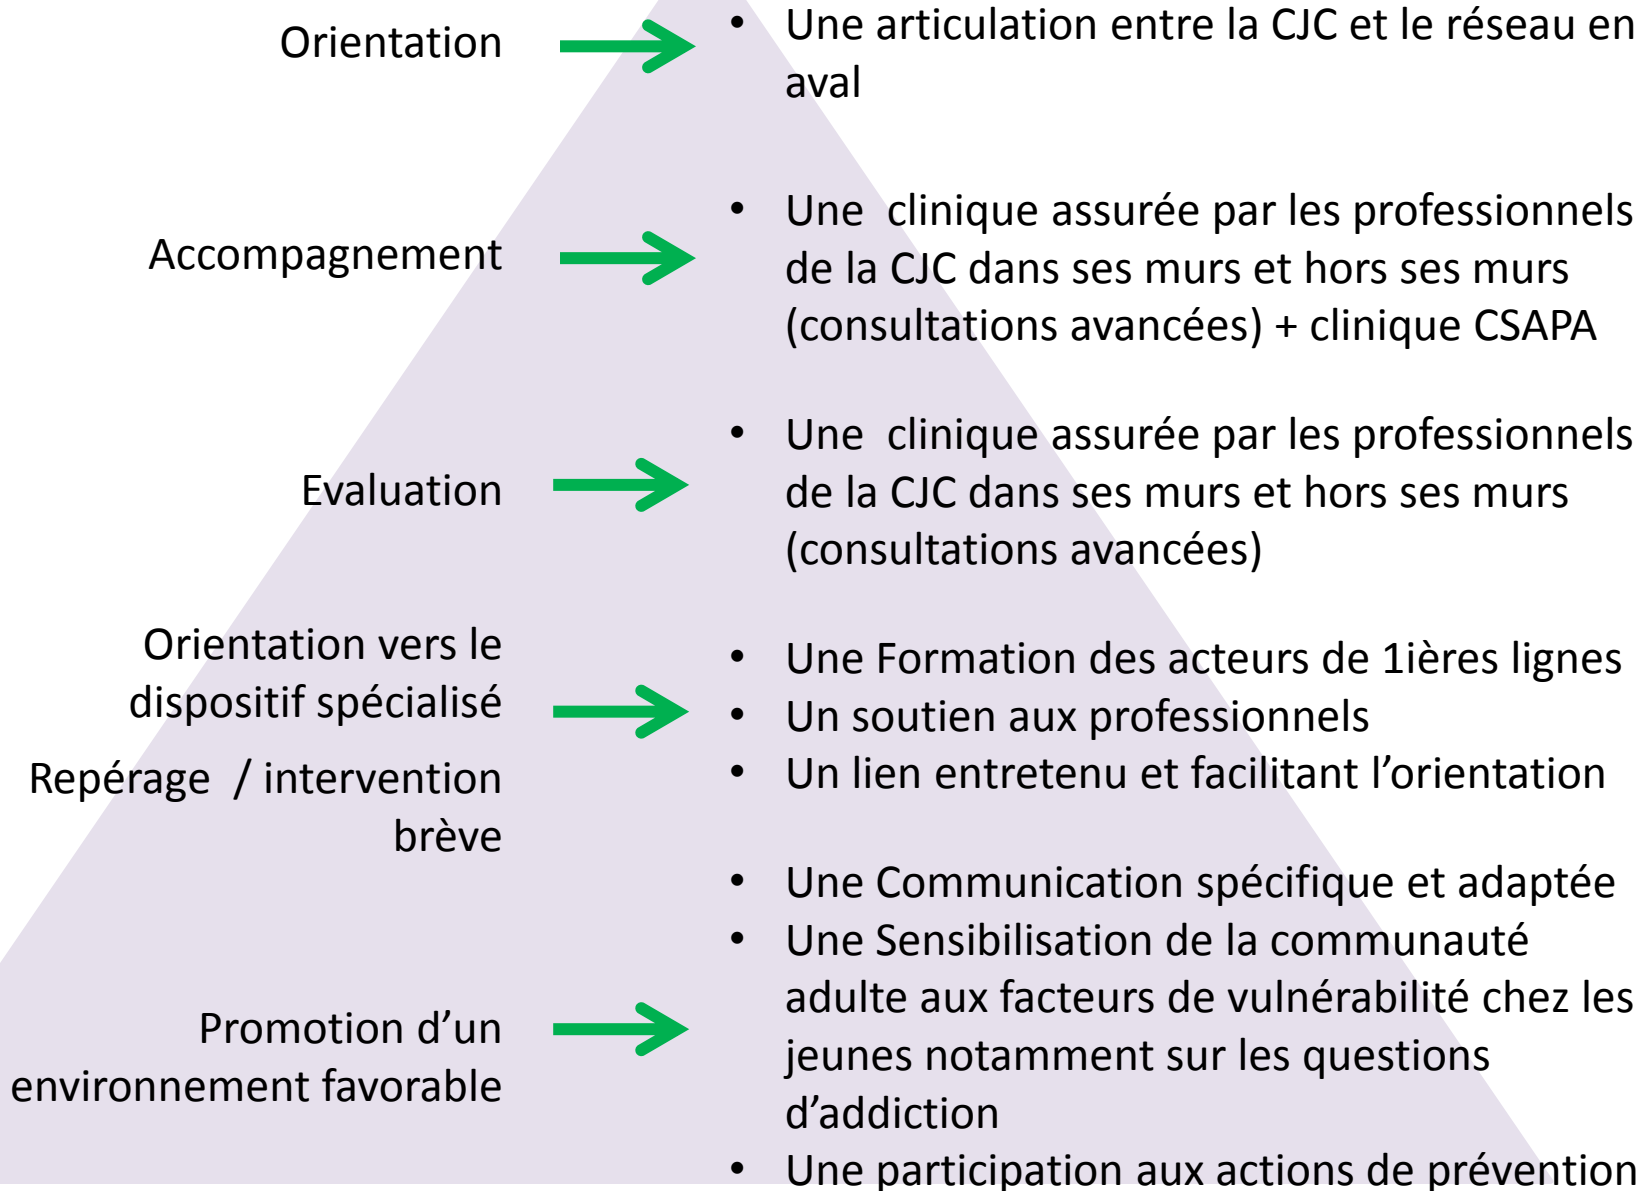 Orientation
• Une articulation entre la CJC et le réseau en
aval
Accompagnement
• Une clinique assurée par les professionnels
de la CJC dans ses murs et hors ses murs
(consultations avancées) + clinique CSAPA
Evaluation
• Une clinique assurée par les professionnels
de la CJC dans ses murs et hors ses murs
(consultations avancées)
Orientation vers le
dispositif spécialisé
Repérage / intervention
brève
• Une Formation des acteurs de 1ières lignes
• Un soutien aux professionnels
• Un lien entretenu et facilitant l’orientation
Promotion d’un
environnement favorable
• Une Communication spécifique et adaptée
• Une Sensibilisation de la communauté
adulte aux facteurs de vulnérabilité chez les
jeunes notamment sur les questions
d’addiction
• Une participation aux actions de prévention